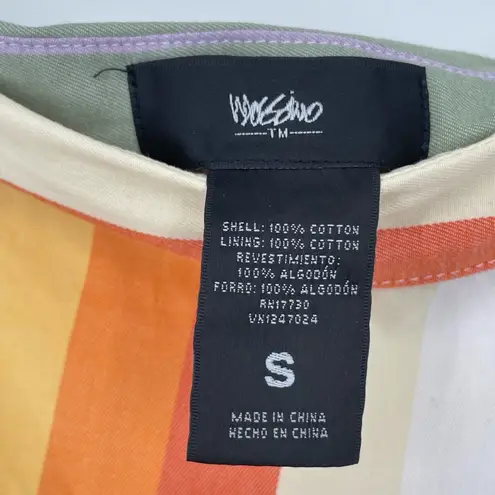 MOSSIMO
TM
SHELL: 100% COTTON
LINING: 100% COTTON
REVESTIMIENTO:
100% ALGODÓN
FORRO: 100% ALGODÓN
RN17730
VN1247024
S
MADE IN CHINA
HECHO EN CHINA